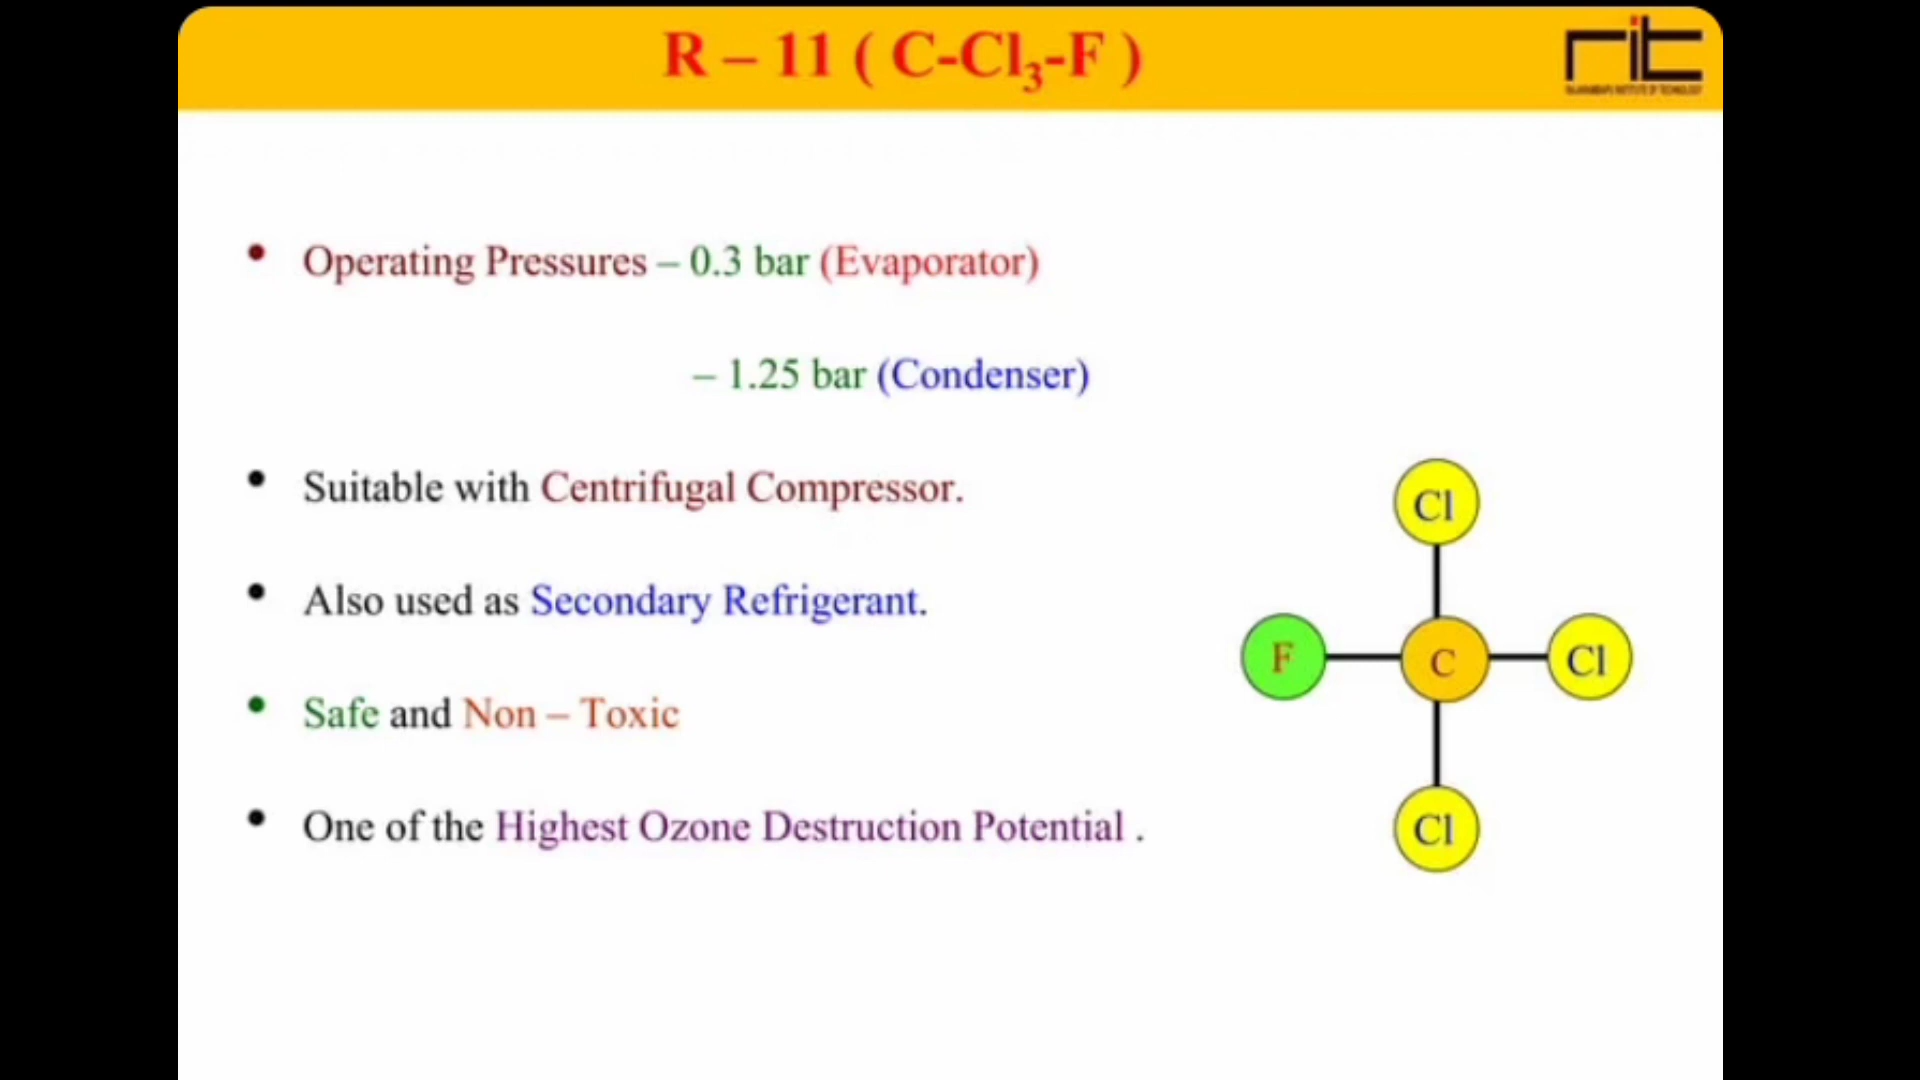 R – 11 ( C-Cl₃-F )
rit
• Operating Pressures – 0.3 bar (Evaporator)
– 1.25 bar (Condenser)
• Suitable with Centrifugal Compressor.
• Also used as Secondary Refrigerant.
• Safe and Non – Toxic
• One of the Highest Ozone Destruction Potential .
Cl
F C Cl
Cl